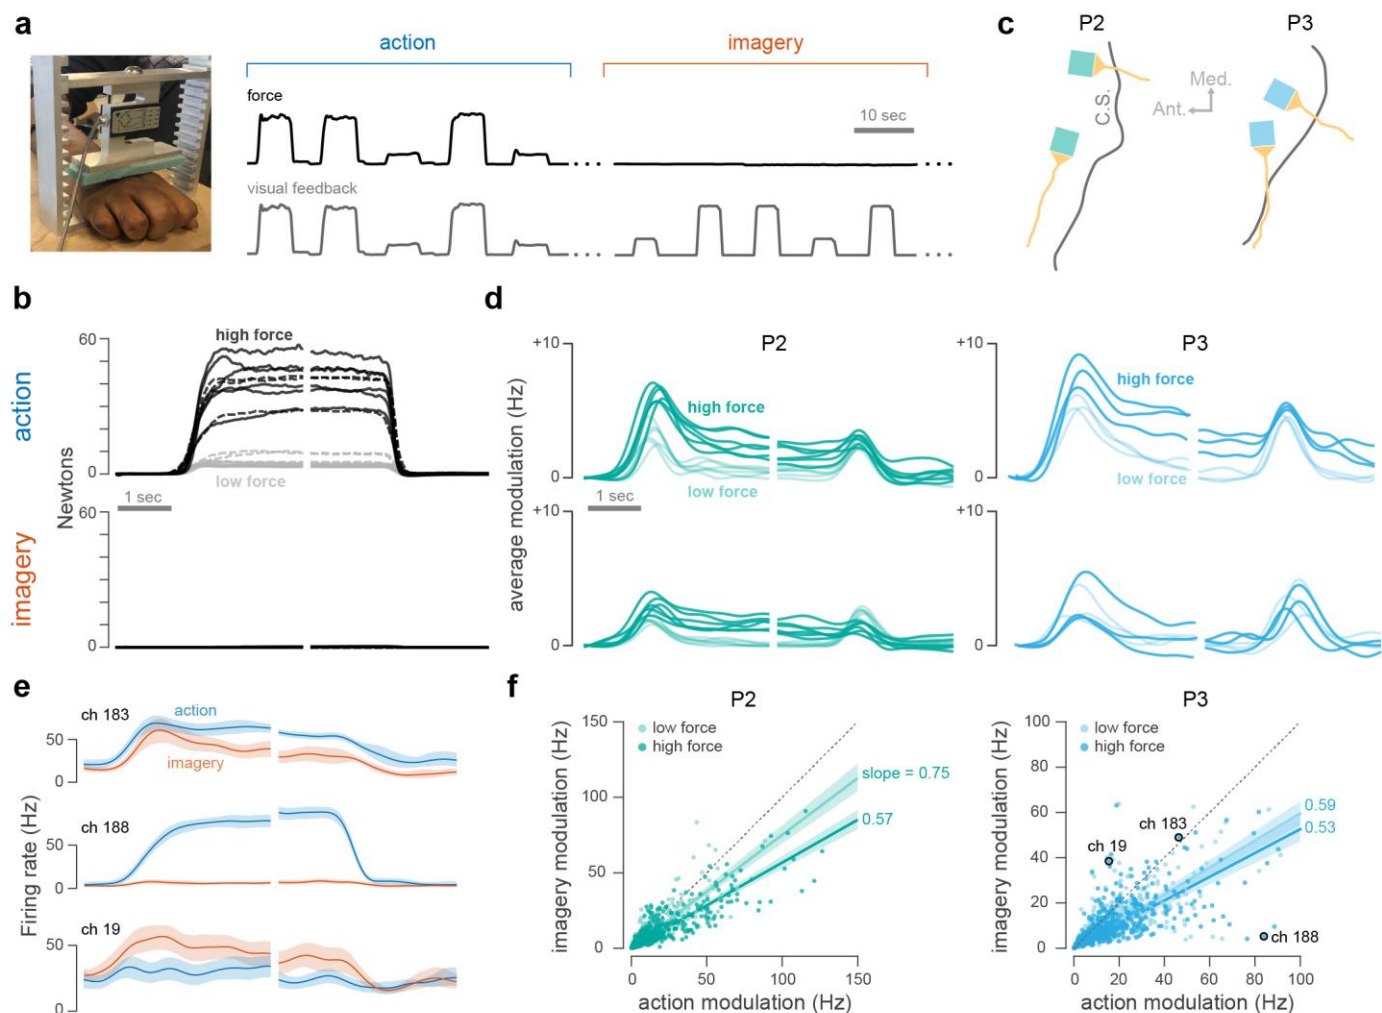 a
action
imagery
force
10 sec
visual feedback
c
P2
P3
C.S.
Med.
Ant.
b
action
60
high force
0
low force
Newtons
1 sec
imagery
60
0
d
P2
P3
average modulation (Hz)
+10
high force
0
low force
+10
high force
0
low force
1 sec
+10
0
+10
0
e
Firing rate (Hz)
ch 183
action
50
imagery
0
ch 188
50
0
ch 19
50
0
f
P2
imagery modulation (Hz)
150
low force
high force
100
slope = 0.75
0.57
50
0
0
50
100
150
action modulation (Hz)
P3
imagery modulation (Hz)
100
low force
high force
80
60
0.59
0.53
ch 183
ch 19
40
20
ch 188
0
0
20
40
60
80
100
action modulation (Hz)